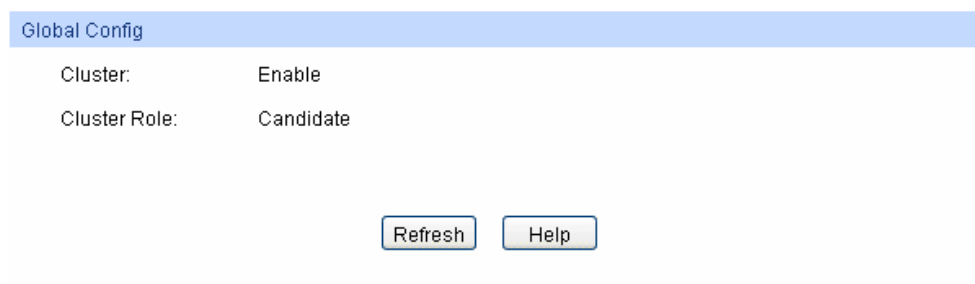 Global Config
Cluster: Enable
Cluster Role: Candidate
Refresh Help